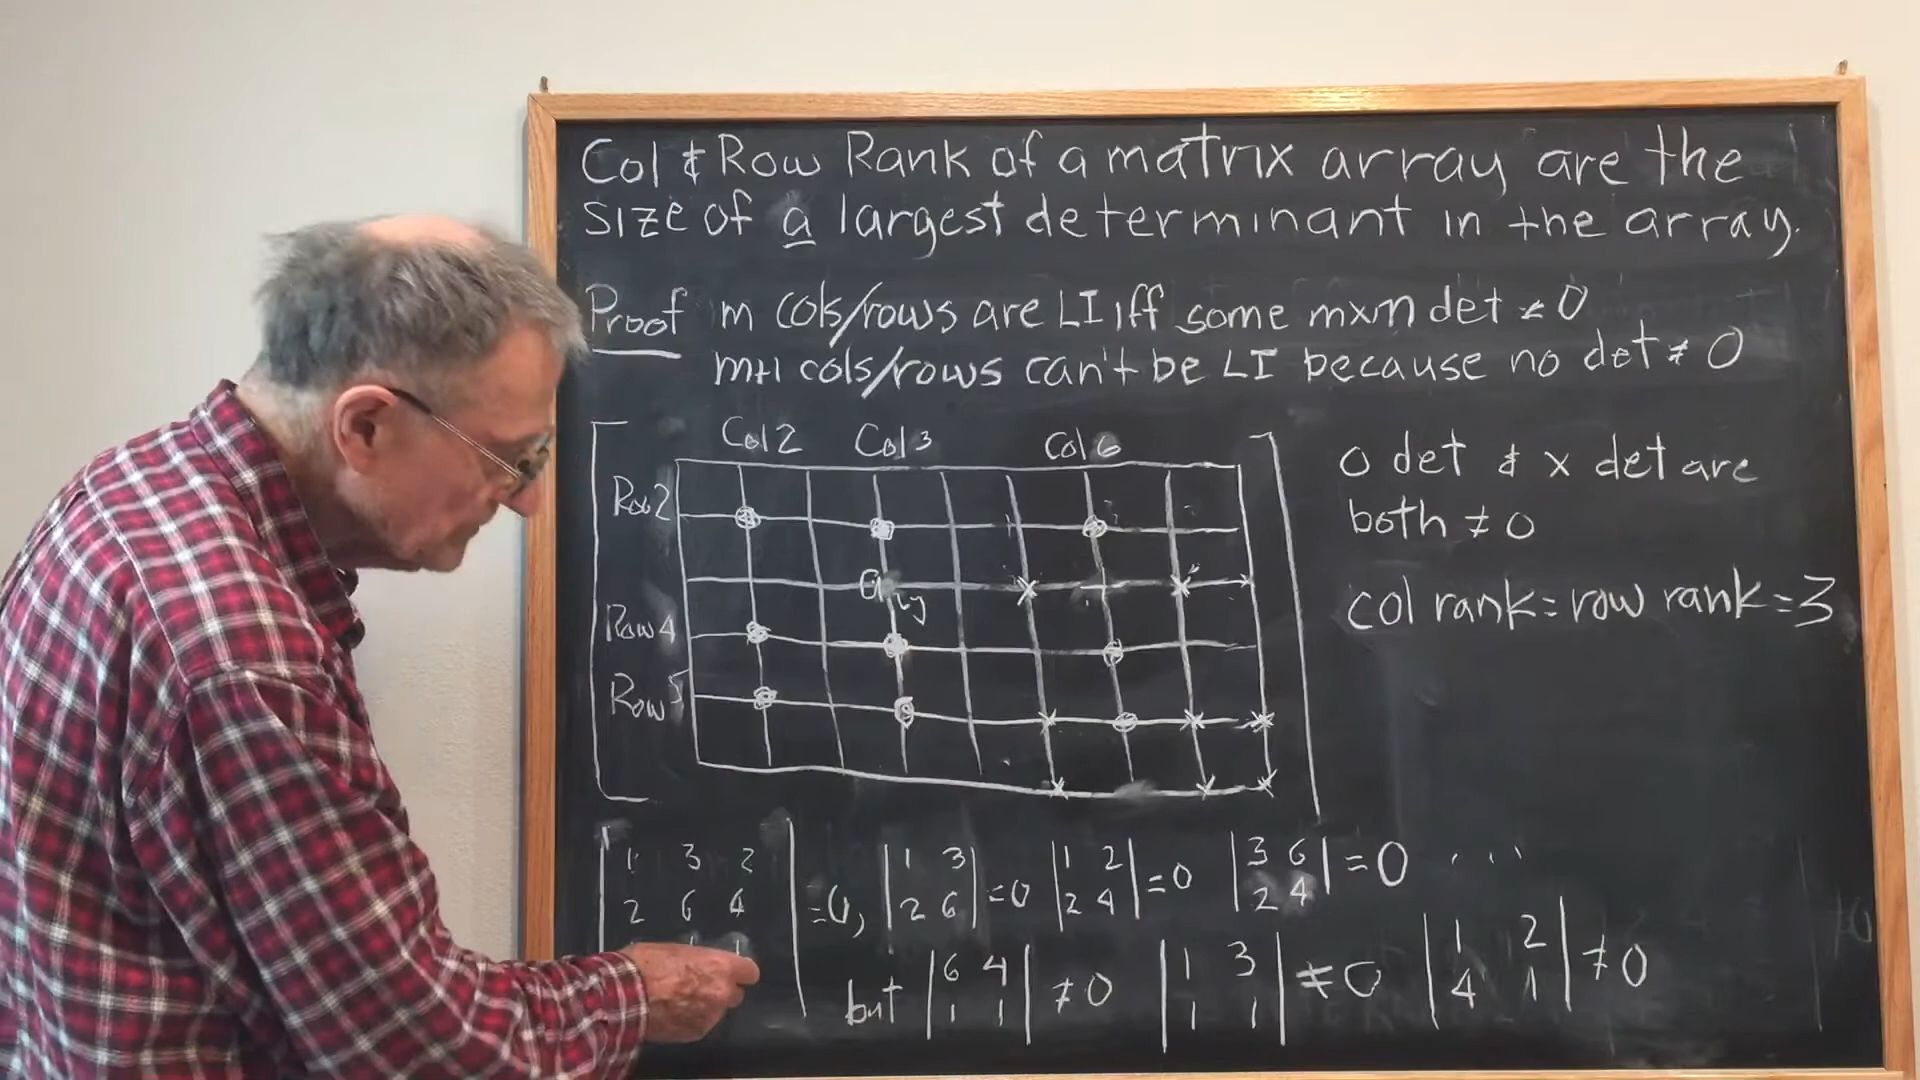 Col & Row Rank of a matrix array are the
size of a largest determinant in the array.
Proof m cols/rows are LI iff some mxm det ≠ 0
m+1 cols/rows can't be LI because no det ≠ 0
Col 2 Col 3 Col 6
Row 2
Row 4
Row 5
O det & x det are
both ≠ 0
col rank = row rank = 3
1 3 2
2 6 4
= 0, | 1 3 | = 0 | 1 2 | = 0 | 3 6 | = 0 ...
| 2 6 | | 2 4 | | 2 4 |
but | 6 4 | ≠ 0 | 1 3 | ≠ 0 | 1 2 | ≠ 0
| 1 1 | | 1 1 | | 4 1 |